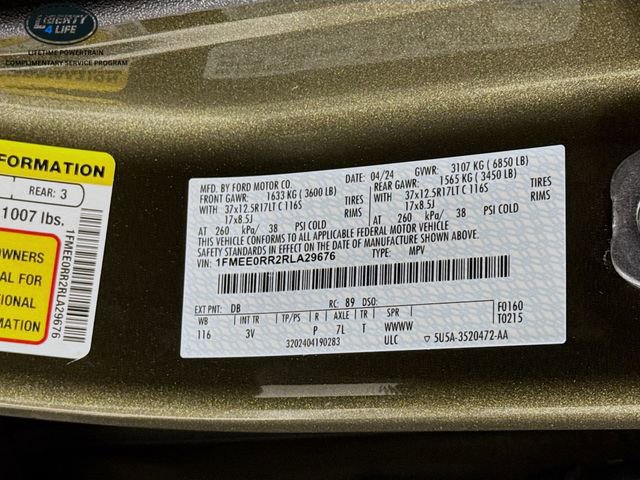 LIBERTY
4 LIFE
LIFETIME POWERTRAIN
COMPLIMENTARY SERVICE PROGRAM
FORMATION
REAR: 3
1007 lbs.
OWNERS
AL FOR
TIONAL
MATION
1FMEE0RR2RLA29676
MFD. BY FORD MOTOR CO.
FRONT GAWR: 1633 KG ( 3600 LB)
WITH 37x12.5R17LT C 116S TIRES
17x8.5J RIMS
AT 260 kPa/ 38 PSI COLD
04/24 GVWR: 3107 KG ( 6850 LB)
REAR GAWR: 1565 KG ( 3450 LB)
WITH 37x12.5R17LT C 116S TIRES
17x8.5J RIMS
AT 260 kPa/ 38 PSI COLD
THIS VEHICLE CONFORMS TO ALL APPLICABLE FEDERAL MOTOR VEHICLE
SAFETY STANDARDS IN EFFECT ON THE DATE OF MANUFACTURE SHOWN ABOVE.
VIN: 1FMEE0RR2RLA29676 TYPE: MPV
EXT PNT: DB RC: 89 DSO:
WB INT TR TP/PS R AXLE TR SPR
116 3V P 7L T WWWW
F0160
T0215
3202404190283 ULC ▽ 5U5A-3520472-AA